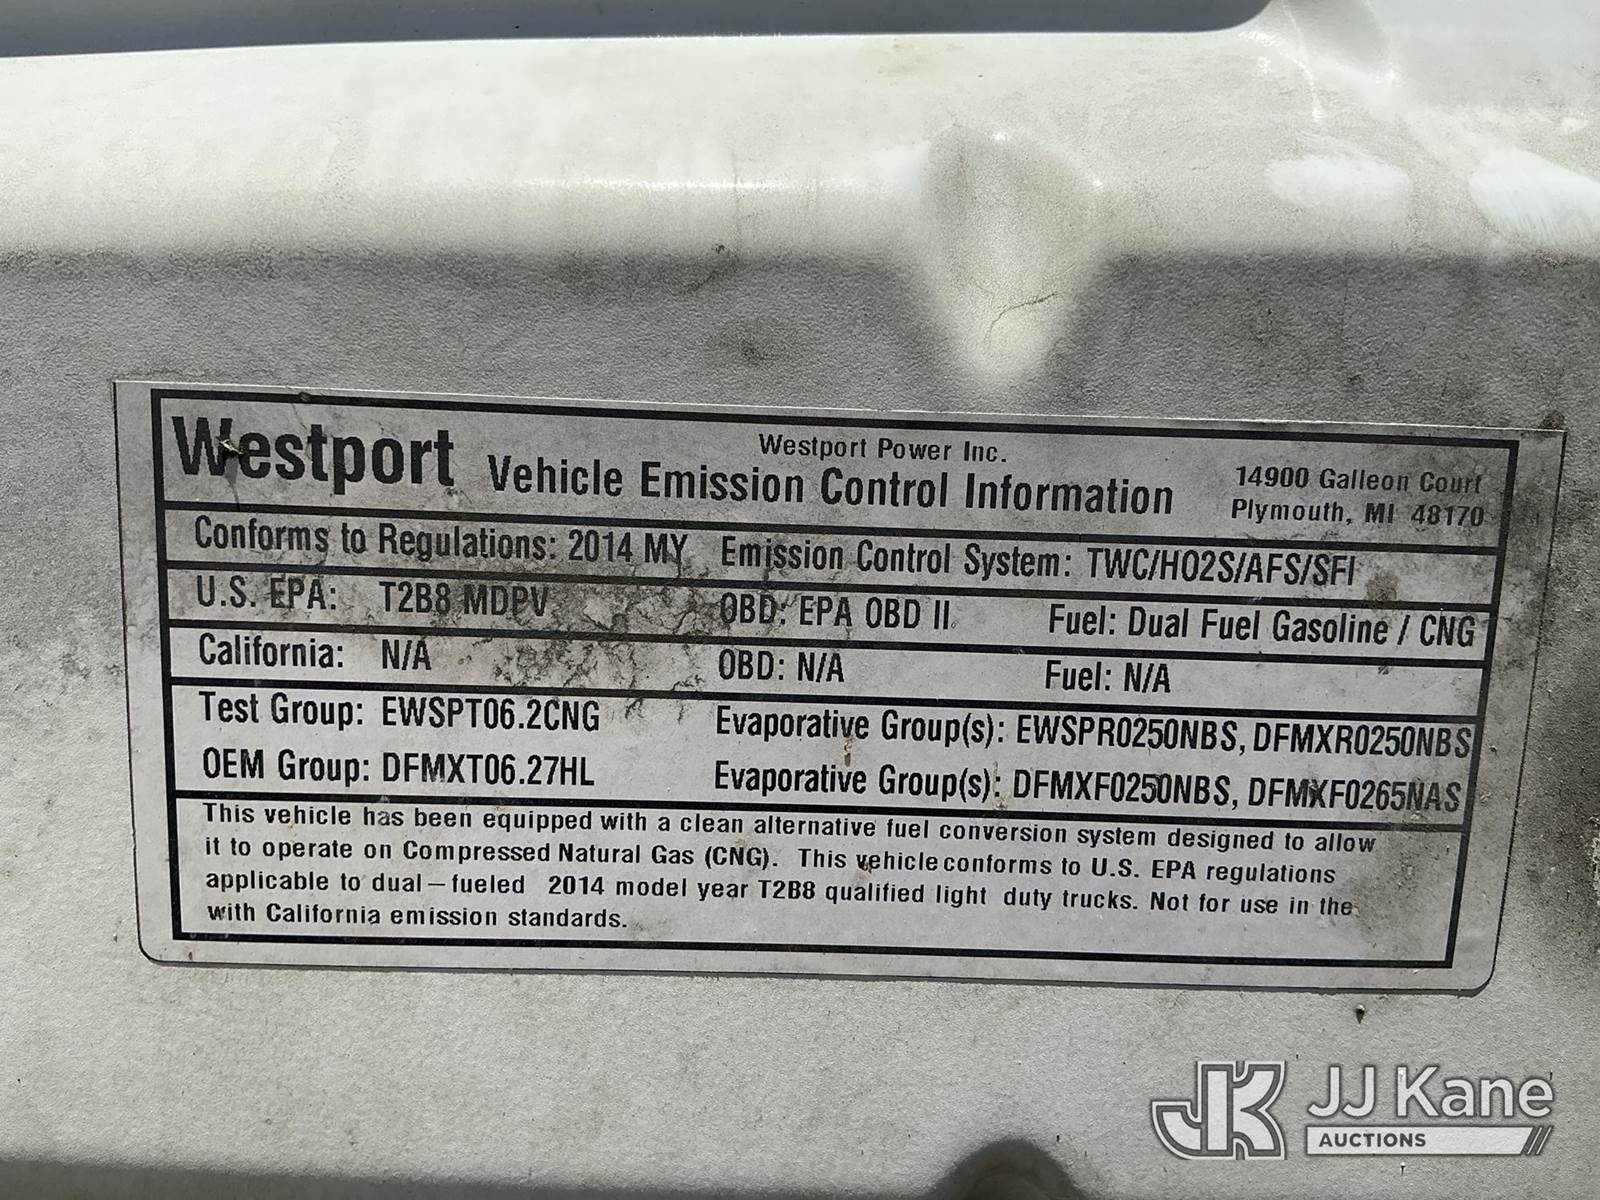 Westport
Westport Power Inc.
Vehicle Emission Control Information
14900 Galleon Court
Plymouth, MI 48170
Conforms to Regulations: 2014 MY Emission Control System: TWC/HO2S/AFS/SFI
U.S. EPA: T2B8 MDPV OBD: EPA OBD II Fuel: Dual Fuel Gasoline / CNG
California: N/A OBD: N/A Fuel: N/A
Test Group: EWSPT06.2CNG Evaporative Group(s): EWSPR0250NBS, DFMXR0250NBS
OEM Group: DFMXT06.27HL Evaporative Group(s): DFMXF0250NBS, DFMXF0265NAS
This vehicle has been equipped with a clean alternative fuel conversion system designed to allow
it to operate on Compressed Natural Gas (CNG). This vehicle conforms to U.S. EPA regulations
applicable to dual–fueled 2014 model year T2B8 qualified light duty trucks. Not for use in the
with California emission standards.
JK JJ Kane
AUCTIONS